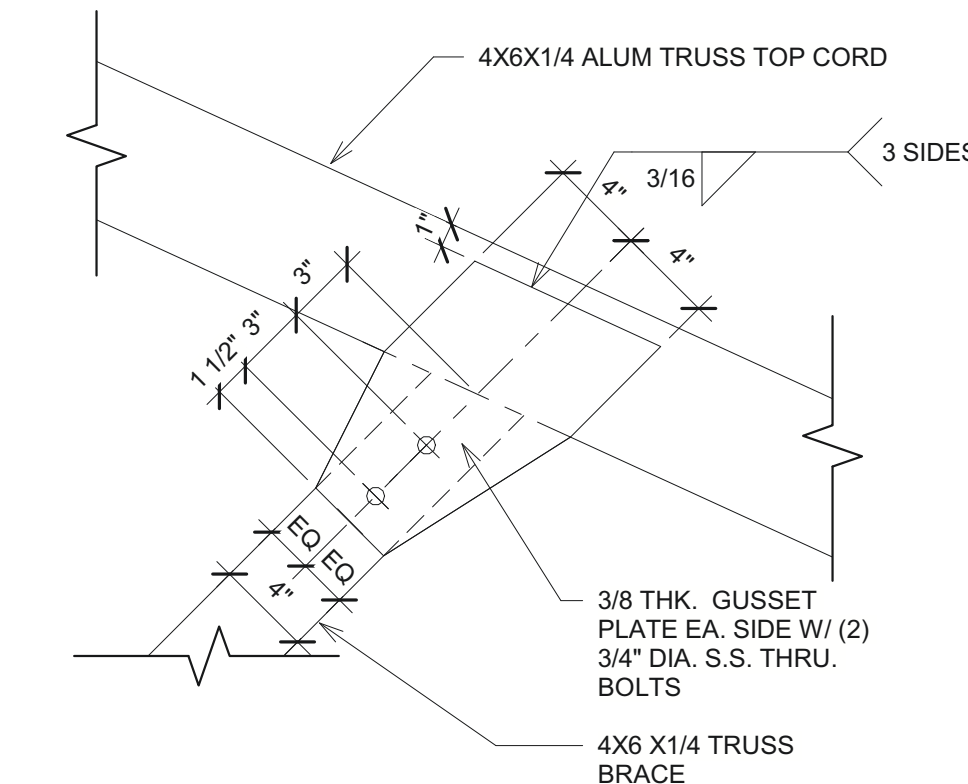 4X6X1/4 ALUM TRUSS TOP CORD
3 SIDES
3/16
4"
4"
1"
3"
3"
1 1/2"
EQ
EQ
4"
3/8 THK. GUSSET
PLATE EA. SIDE W/ (2)
3/4" DIA. S.S. THRU.
BOLTS
4X6 X1/4 TRUSS
BRACE